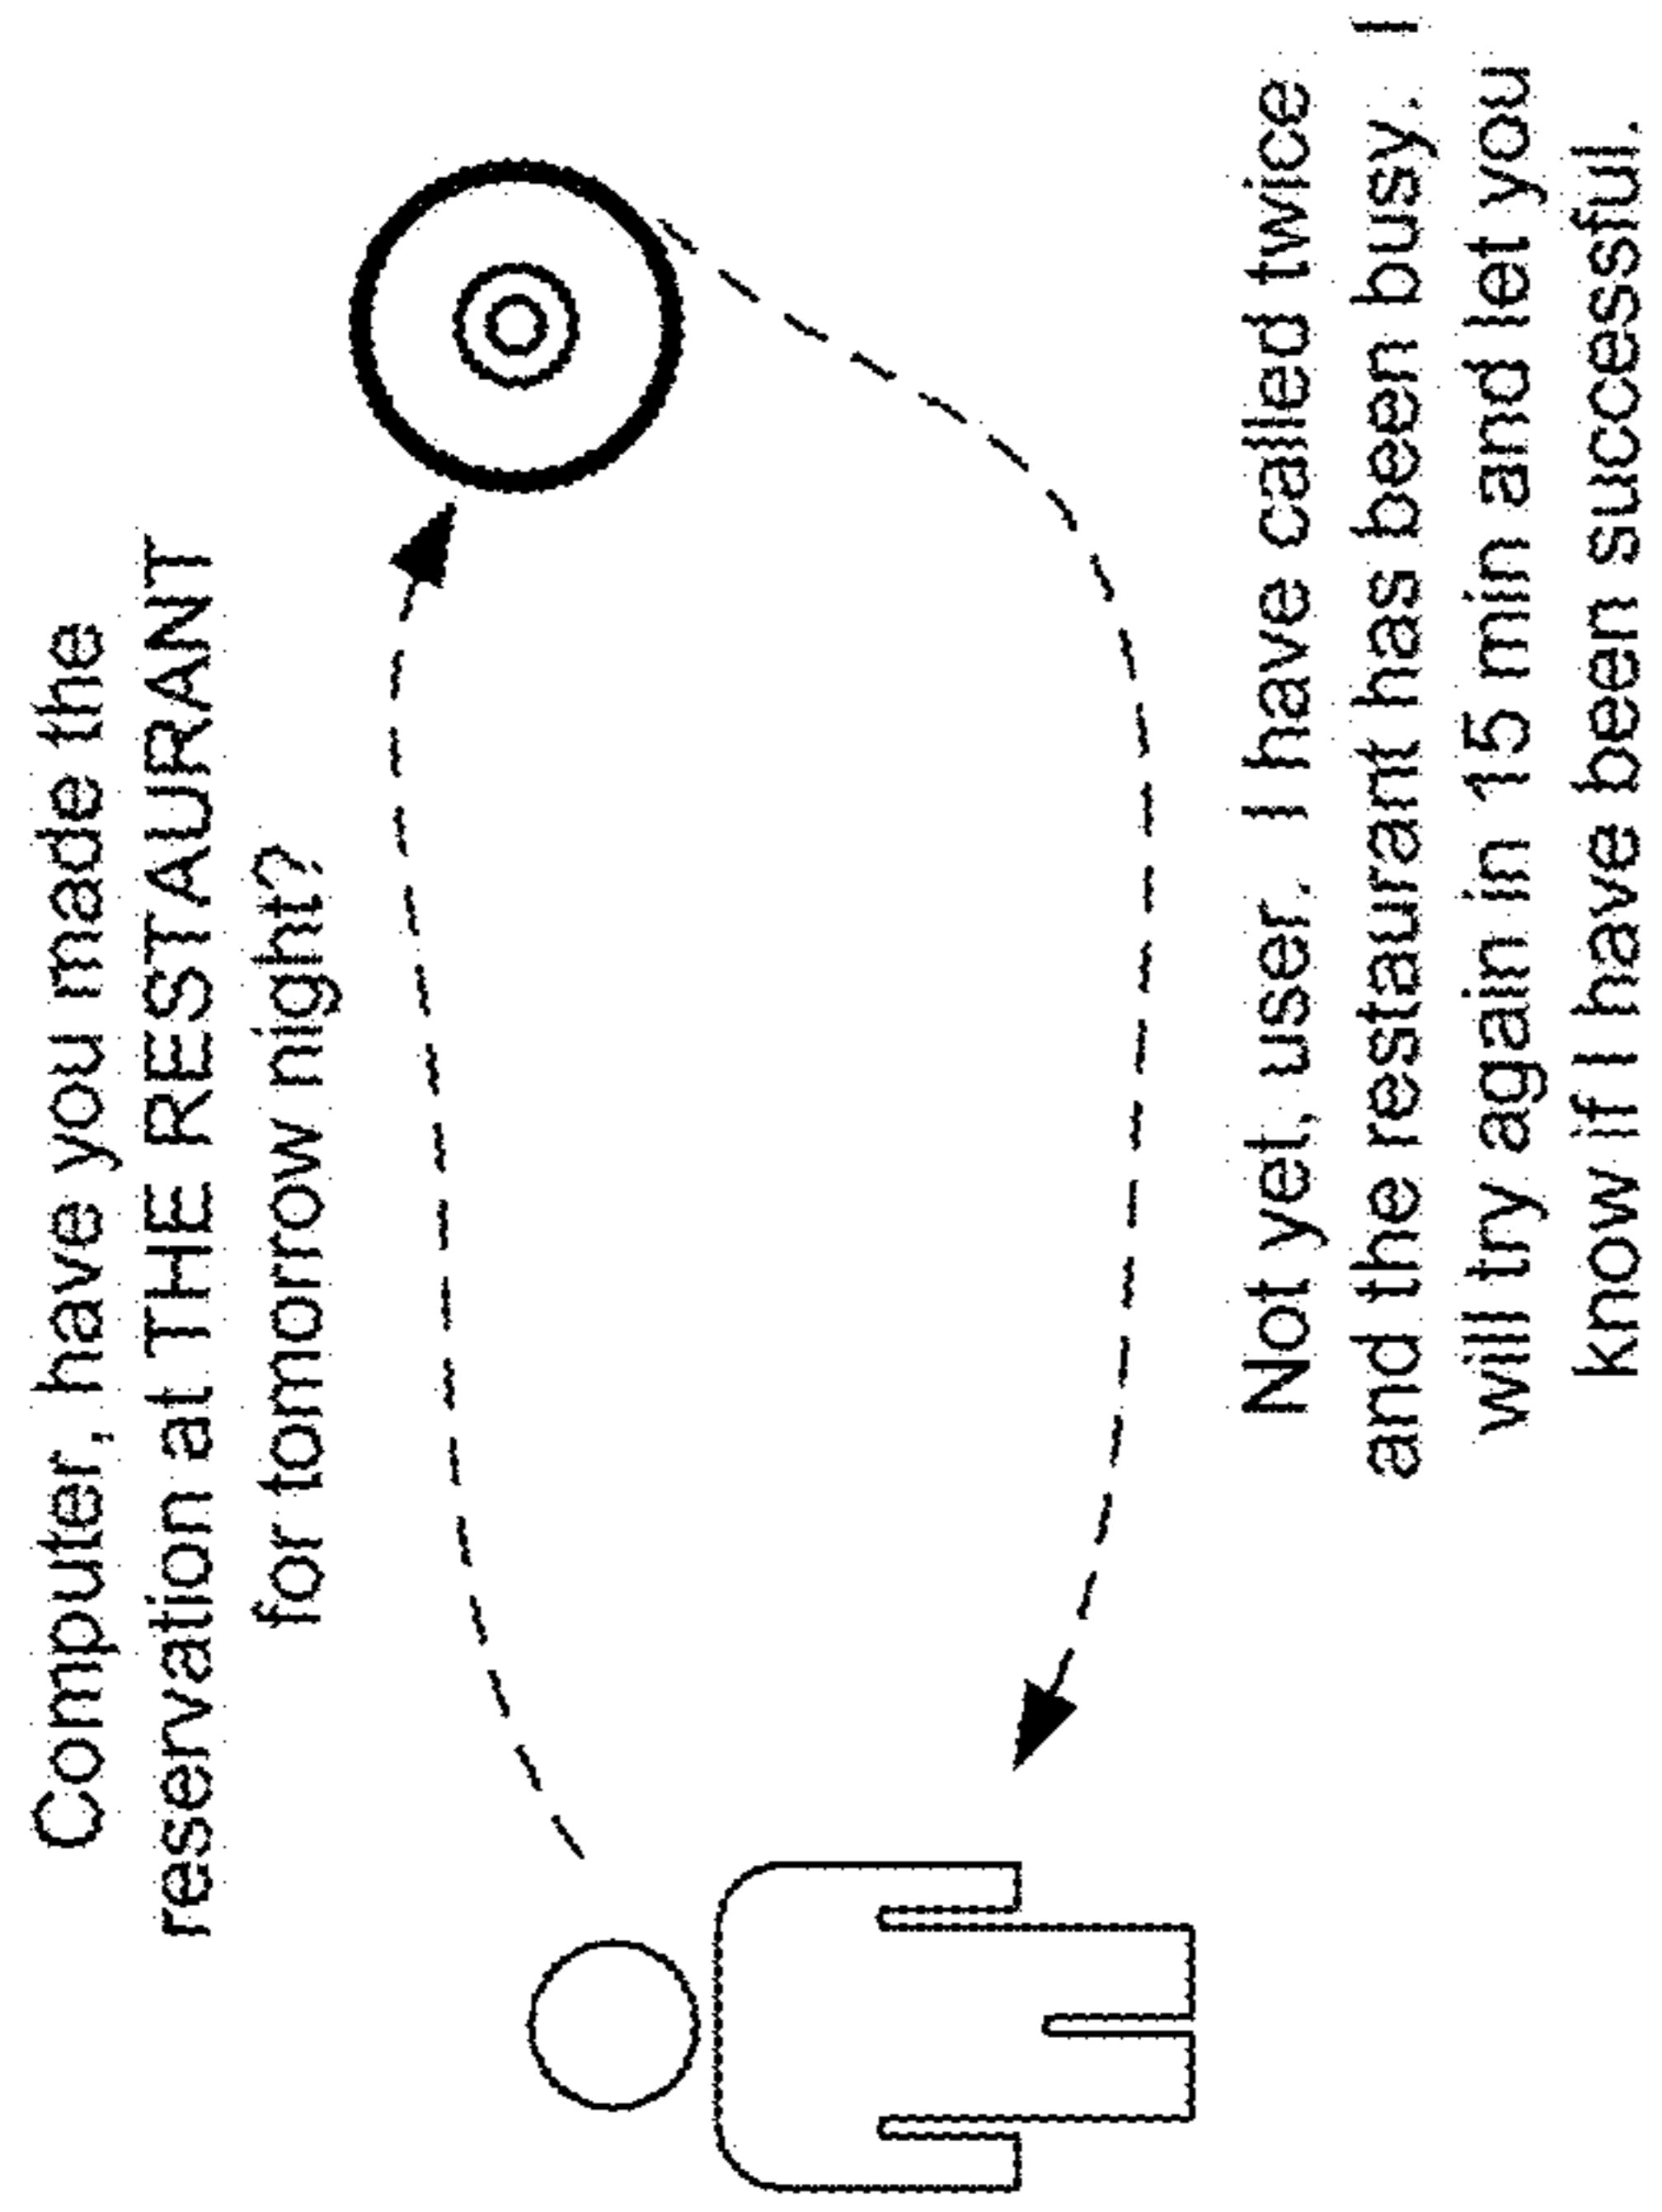 Computer, have you made the
reservation at THE RESTAURANT
for tomorrow night?
Not yet, user. I have called twice
and the restaurant has been busy. I
will try again in 15 min and let you
know if I have been successful.